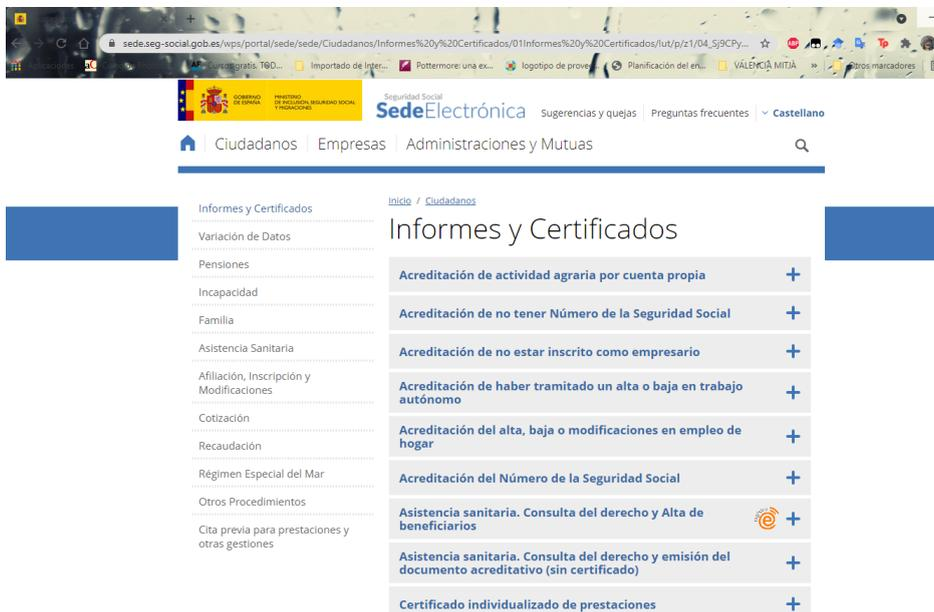 sede.seg-social.gob.es/wps/portal/sede/sede/Ciudadanos/Informes%20y%20Certificados/01Informes%20y%20Certificados/lut/p/z1/04_Sj9CPy...
Aplicaciones
Cursos gratis. TOD...
Importado de Inter...
Pottermore: una ex...
logotipo de prove...
Planificación del en...
VALÈNCIA MITJÀ
»
Otros marcadores
GOBIERNO DE ESPAÑA
MINISTERIO DE INCLUSIÓN, SEGURIDAD SOCIAL Y MIGRACIONES
Seguridad Social
SedeElectrónica
Sugerencias y quejas
Preguntas frecuentes
Castellano
Ciudadanos
Empresas
Administraciones y Mutuas
Informes y Certificados
Variación de Datos
Pensiones
Incapacidad
Familia
Asistencia Sanitaria
Afiliación, Inscripción y
Modificaciones
Cotización
Recaudación
Régimen Especial del Mar
Otros Procedimientos
Cita previa para prestaciones y
otras gestiones
Inicio / Ciudadanos
Informes y Certificados
Acreditación de actividad agraria por cuenta propia
Acreditación de no tener Número de la Seguridad Social
Acreditación de no estar inscrito como empresario
Acreditación de haber tramitado un alta o baja en trabajo
autónomo
Acreditación del alta, baja o modificaciones en empleo de
hogar
Acreditación del Número de la Seguridad Social
Asistencia sanitaria. Consulta del derecho y Alta de
beneficiarios
Asistencia sanitaria. Consulta del derecho y emisión del
documento acreditativo (sin certificado)
Certificado individualizado de prestaciones